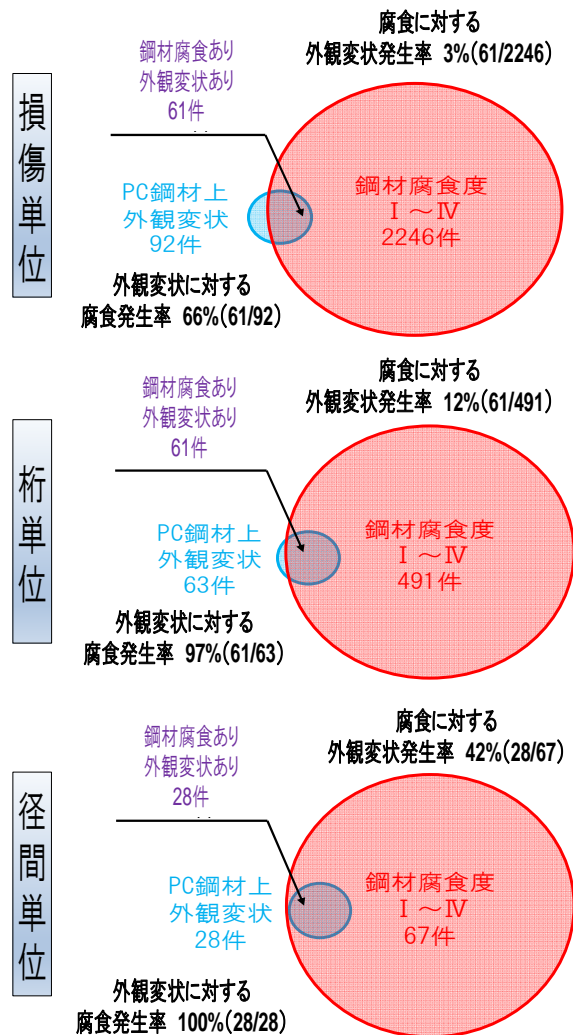 損傷単位
腐食に対する
外観変状発生率 3%(61/2246)
鋼材腐食あり
外観変状あり
61件
PC鋼材上
外観変状
92件
鋼材腐食度
Ⅰ～Ⅳ
2246件
外観変状に対する
腐食発生率 66%(61/92)
桁単位
腐食に対する
外観変状発生率 12%(61/491)
鋼材腐食あり
外観変状あり
61件
PC鋼材上
外観変状
63件
鋼材腐食度
Ⅰ～Ⅳ
491件
外観変状に対する
腐食発生率 97%(61/63)
径間単位
腐食に対する
外観変状発生率 42%(28/67)
鋼材腐食あり
外観変状あり
28件
PC鋼材上
外観変状
28件
鋼材腐食度
Ⅰ～Ⅳ
67件
外観変状に対する
腐食発生率 100%(28/28)